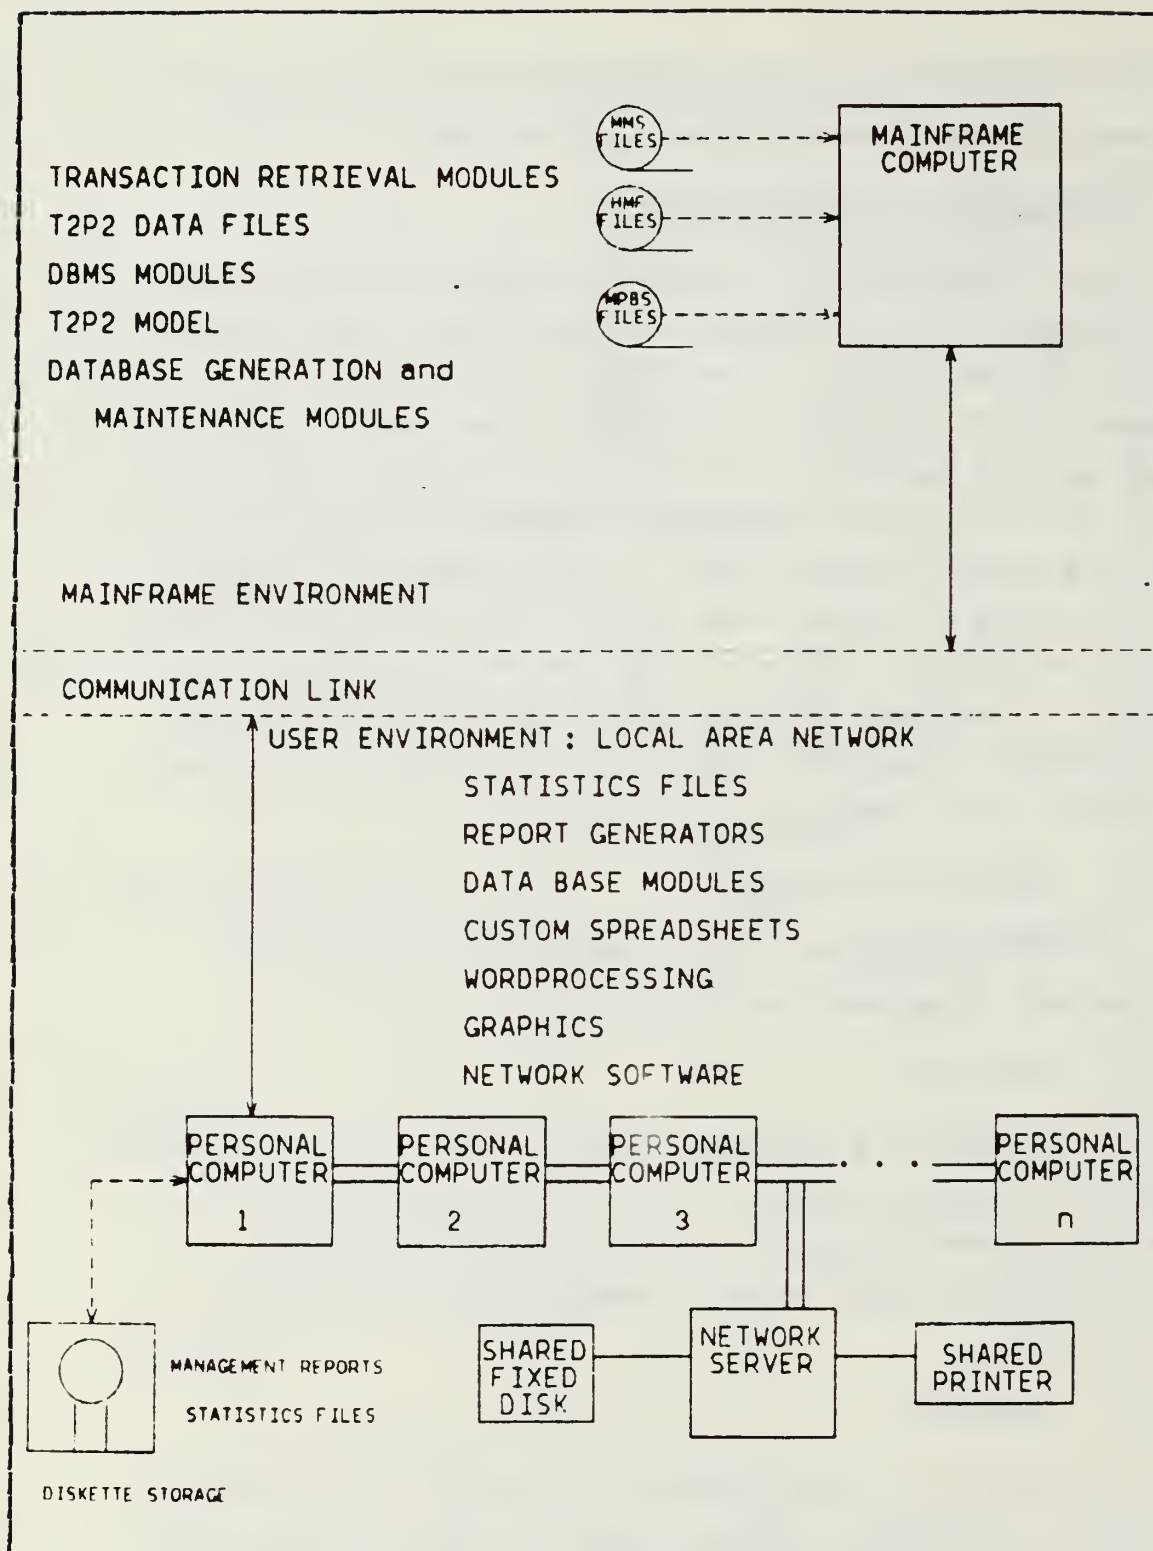 MMS
FILES
MAINFRAME
COMPUTER
TRANSACTION RETRIEVAL MODULES
HMF
FILES
T2P2 DATA FILES
DBMS MODULES
MPBS
FILES
T2P2 MODEL
DATABASE GENERATION and
MAINTENANCE MODULES
MAINFRAME ENVIRONMENT
COMMUNICATION LINK
USER ENVIRONMENT : LOCAL AREA NETWORK
STATISTICS FILES
REPORT GENERATORS
DATA BASE MODULES
CUSTOM SPREADSHEETS
WORDPROCESSING
GRAPHICS
NETWORK SOFTWARE
PERSONAL
COMPUTER
1
PERSONAL
COMPUTER
2
PERSONAL
COMPUTER
3
. . .
PERSONAL
COMPUTER
n
SHARED
FIXED
DISK
NETWORK
SERVER
SHARED
PRINTER
MANAGEMENT REPORTS
STATISTICS FILES
DISKETTE STORAGE